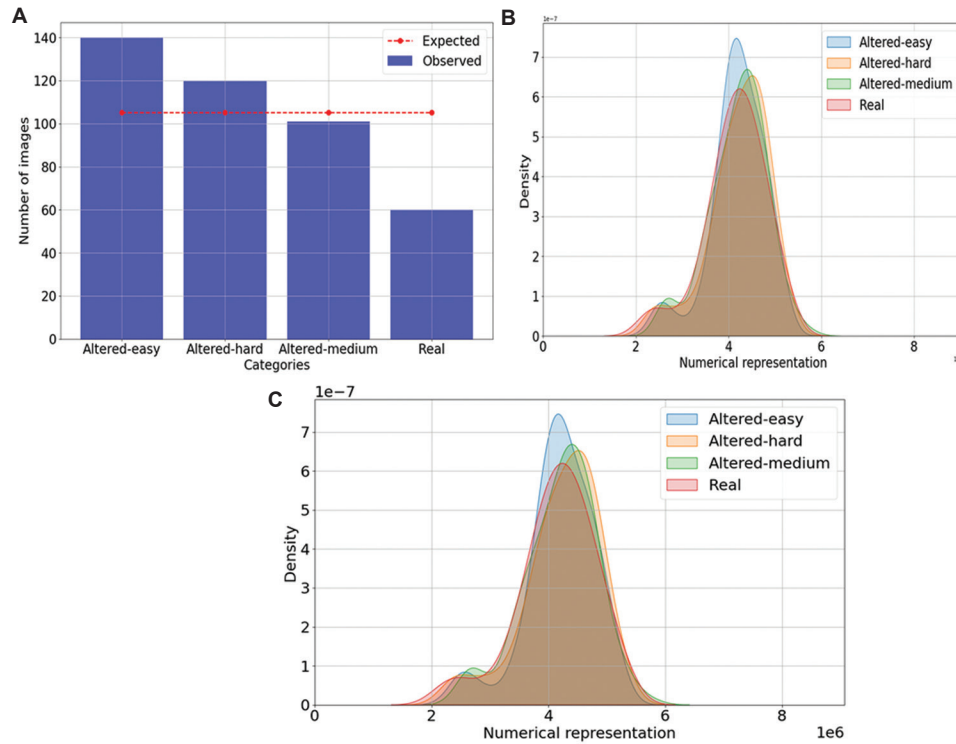 A
Number of images
140
120
100
80
60
40
20
0
Expected
Observed
Altered-easy
Altered-hard
Altered-medium
Real
Categories
B
1e-7
Density
7
6
5
4
3
2
1
0
Altered-easy
Altered-hard
Altered-medium
Real
0
2
4
6
8
Numerical representation
C
1e-7
Density
7
6
5
4
3
2
1
0
Altered-easy
Altered-hard
Altered-medium
Real
0
2
4
6
8
1e6
Numerical representation